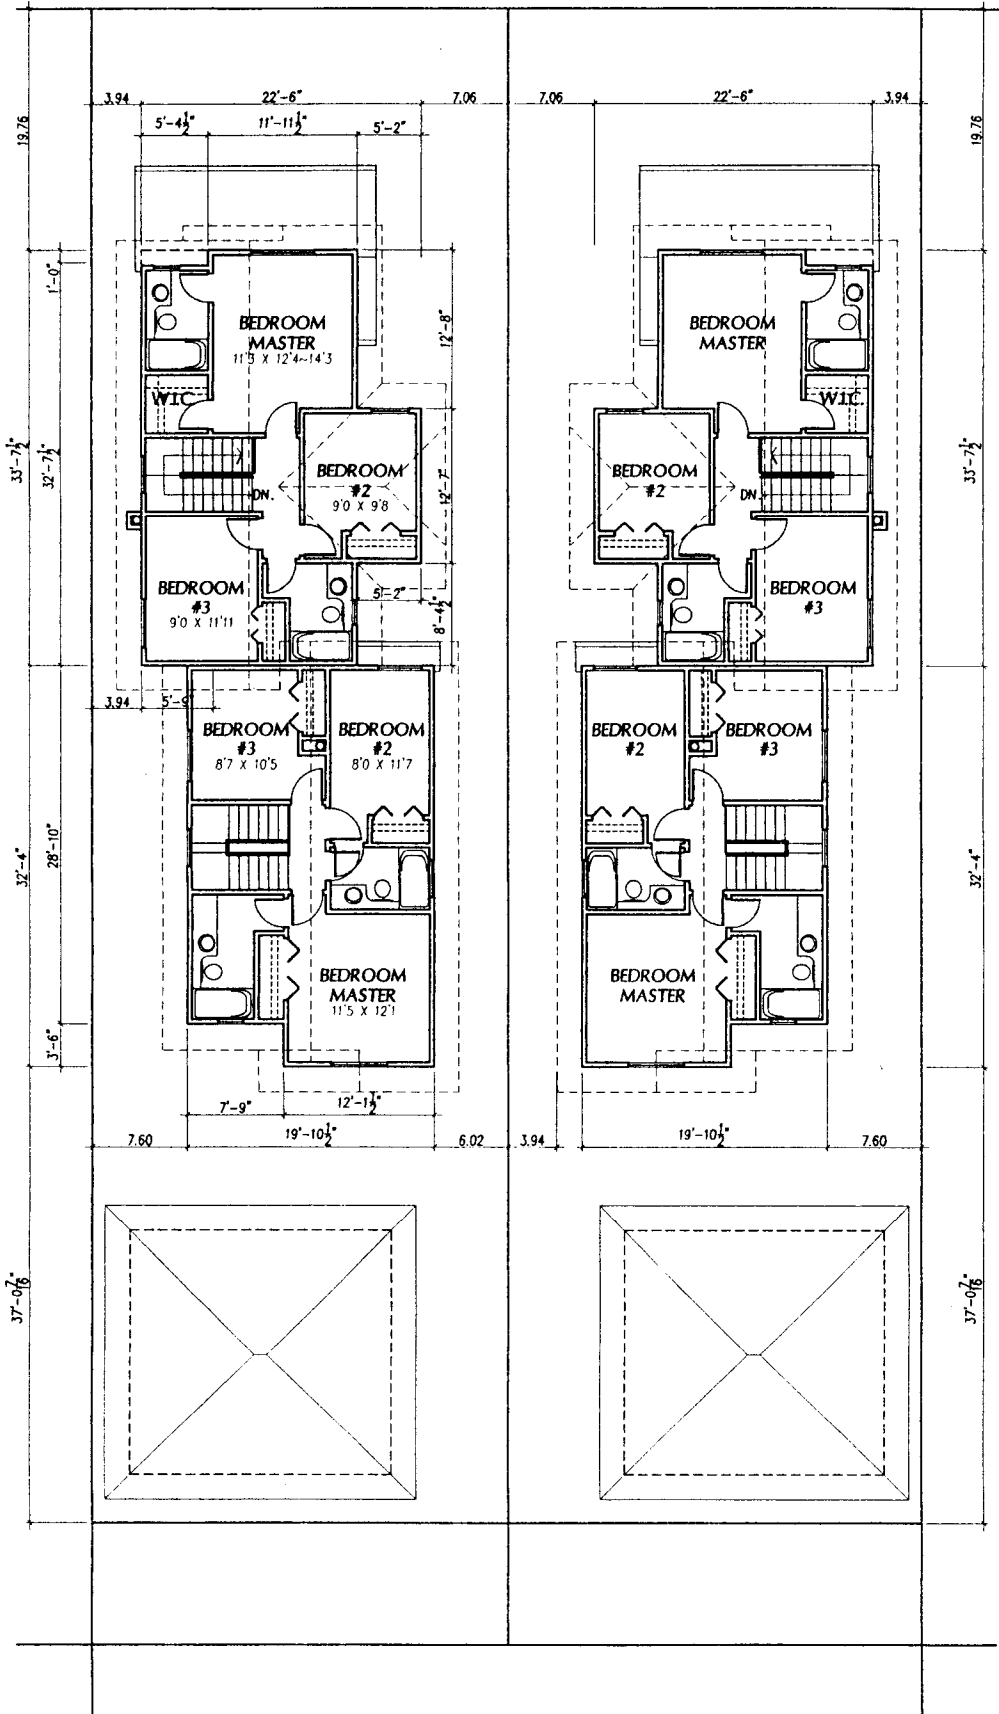 3.94 22'-6" 7.06 7.06 22'-6" 3.94
5'-4½" 11'-11½" 5'-2"
19.76 19.76
1'-0"
12'-8"
BEDROOM
MASTER
11'3 X 12'4~14'3
BEDROOM
MASTER
W.I.C.
W.I.C.
33'-7½" 32'-7½" 33'-7½"
BEDROOM
#2
9'0 X 9'8
12'-7"
BEDROOM
#2
DN.
DN.
BEDROOM
#3
9'0 X 11'11
5'-2"
8'-4½"
BEDROOM
#3
3.94 5'-9"
BEDROOM
#3
8'7 X 10'5
BEDROOM
#2
8'0 X 11'7
BEDROOM
#2
BEDROOM
#3
32'-4" 28'-10" 32'-4"
BEDROOM
MASTER
11'5 X 12'1
BEDROOM
MASTER
3'-6"
7'-9" 12'-1½"
7.60 19'-10½" 6.02 3.94 19'-10½" 7.60
37'-0 7/16" 37'-0 7/16"